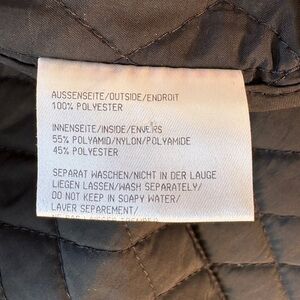 AUSSENSEITE/OUTSIDE/ENDROIT
100% POLYESTER
INNENSEITE/INSIDE/ENVERS
55% POLYAMID/NYLON/POLYAMIDE
45% POLYESTER
SEPARAT WASCHEN/NICHT IN DER LAUGE
LIEGEN LASSEN/WASH SEPARATELY/
DO NOT KEEP IN SOAPY WATER/
LAVER SEPAREMENT/